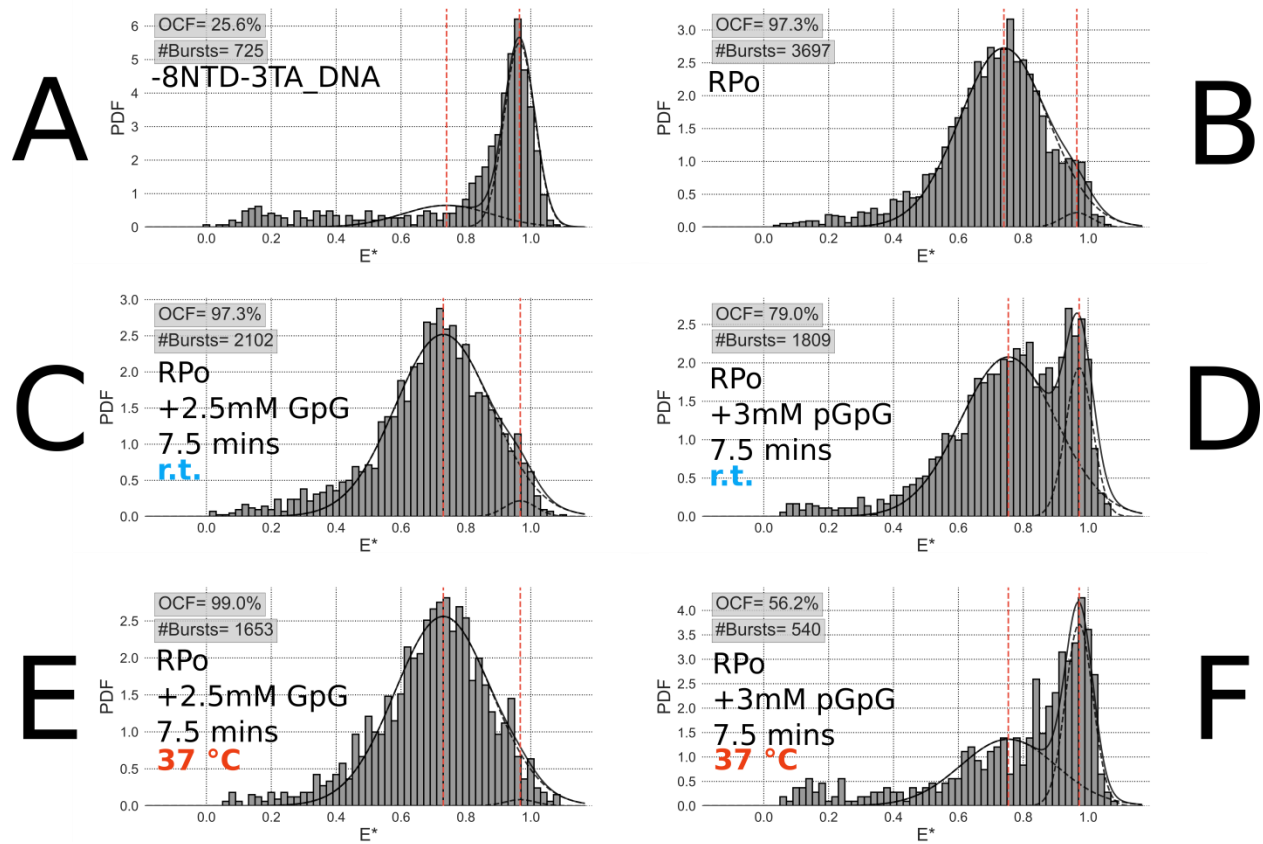 A
OCF= 25.6%
#Bursts= 725
-8NTD-3TA_DNA
PDF
6
5
4
3
2
1
0
0.0 0.2 0.4 0.6 0.8 1.0
E*
B
OCF= 97.3%
#Bursts= 3697
RPo
PDF
3.0
2.5
2.0
1.5
1.0
0.5
0.0
0.0 0.2 0.4 0.6 0.8 1.0
E*
C
OCF= 97.3%
#Bursts= 2102
RPo
+2.5mM GpG
7.5 mins
r.t.
PDF
3.0
2.5
2.0
1.5
1.0
0.5
0.0
0.0 0.2 0.4 0.6 0.8 1.0
E*
D
OCF= 79.0%
#Bursts= 1809
RPo
+3mM pGpG
7.5 mins
r.t.
PDF
2.5
2.0
1.5
1.0
0.5
0.0
0.0 0.2 0.4 0.6 0.8 1.0
E*
E
OCF= 99.0%
#Bursts= 1653
RPo
+2.5mM GpG
7.5 mins
37 °C
PDF
2.5
2.0
1.5
1.0
0.5
0.0
0.0 0.2 0.4 0.6 0.8 1.0
E*
F
OCF= 56.2%
#Bursts= 540
RPo
+3mM pGpG
7.5 mins
37 °C
PDF
4.0
3.5
3.0
2.5
2.0
1.5
1.0
0.5
0.0
0.0 0.2 0.4 0.6 0.8 1.0
E*